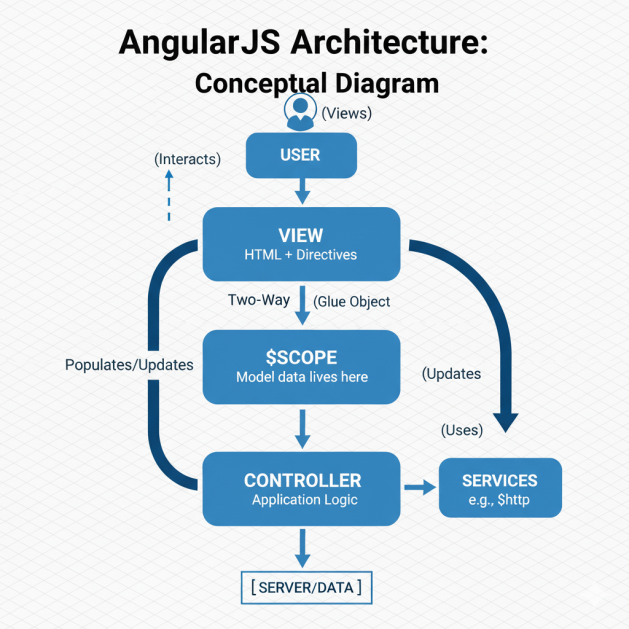 AngularJS Architecture:
Conceptual Diagram
(Views)
USER
(Interacts)
VIEW
HTML + Directives
Two-Way
(Glue Object
$SCOPE
Model data lives here
Populates/Updates
(Updates
(Uses)
CONTROLLER
Application Logic
SERVICES
e.g., $http
[ SERVER/DATA ]